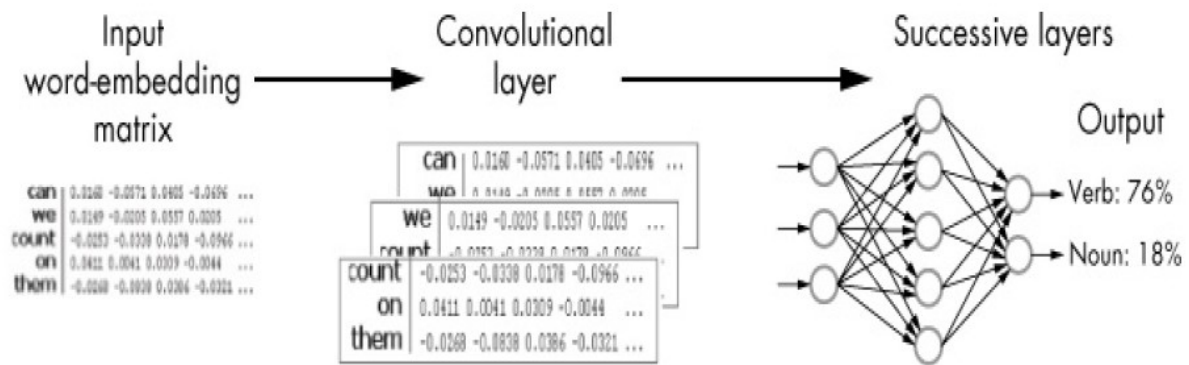 Input
word-embedding
matrix
Convolutional
layer
Successive layers
can 0.0160 -0.0571 0.0405 -0.0696 ...
we 0.0149 -0.0205 0.0557 0.0205 ...
count -0.0253 -0.0338 0.0178 -0.0966 ...
on 0.0411 0.0041 0.0309 -0.0044 ...
them -0.0268 -0.0838 0.0386 -0.0321 ...
can 0.0160 -0.0571 0.0405 -0.0696 ...
we
we 0.0149 -0.0205 0.0557 0.0205 ...
count
count -0.0253 -0.0338 0.0178 -0.0966 ...
on 0.0411 0.0041 0.0309 -0.0044 ...
them -0.0268 -0.0838 0.0386 -0.0321 ...
Output
Verb: 76%
Noun: 18%